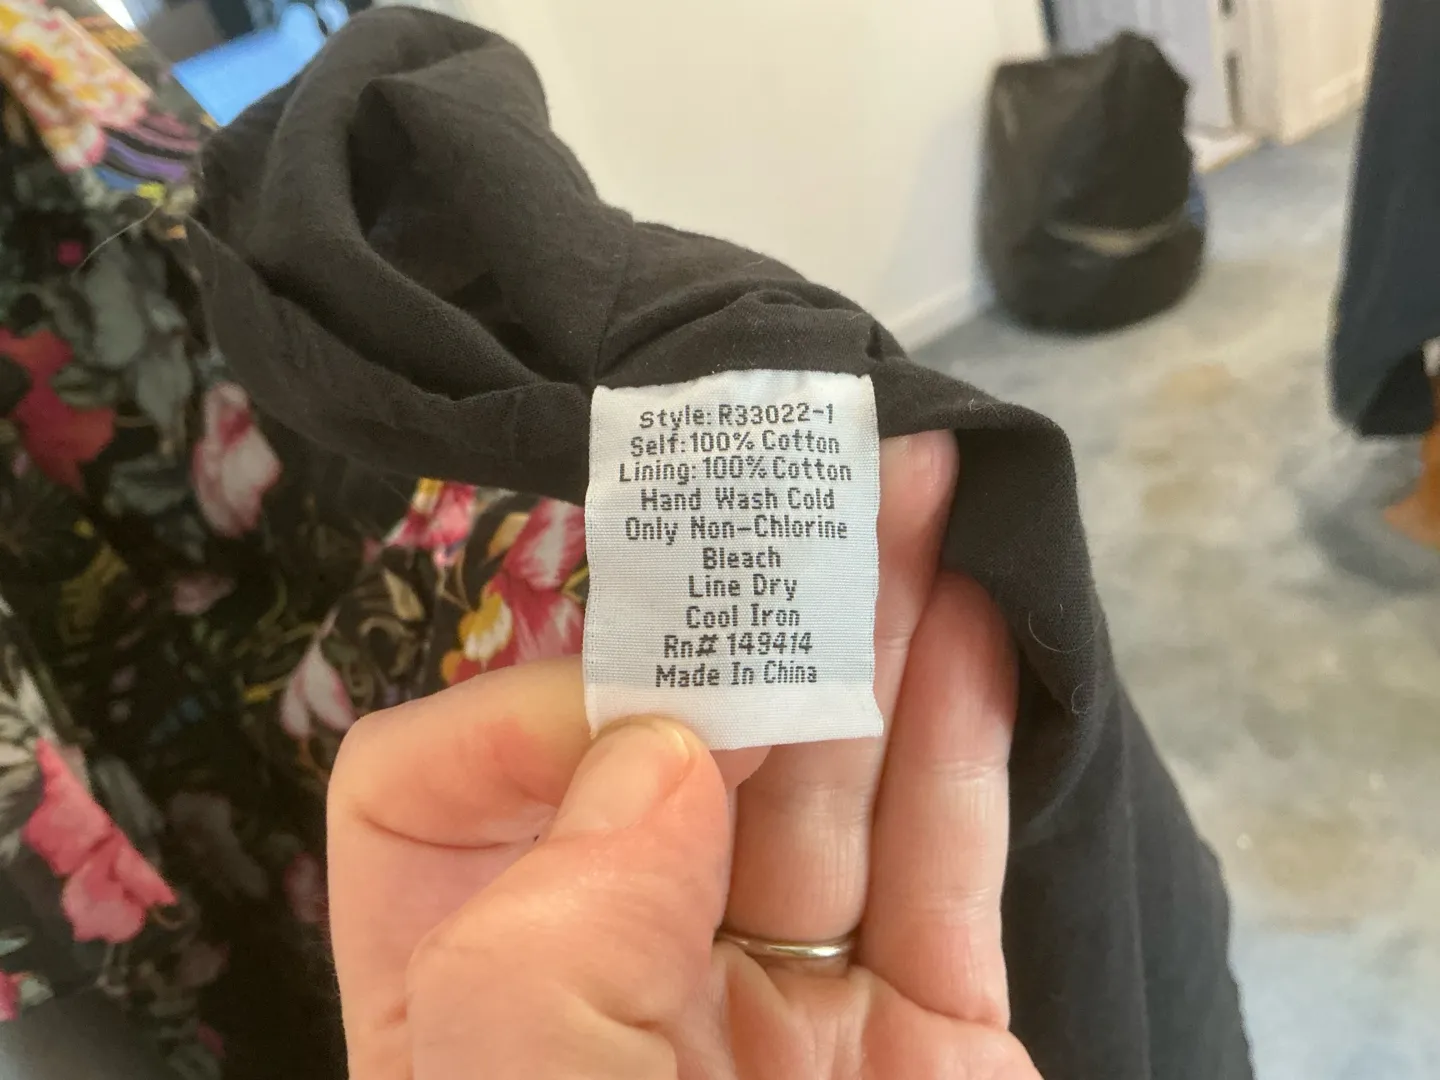 Style: R33022-1
Self: 100% Cotton
Lining: 100% Cotton
Hand Wash Cold
Only Non-Chlorine
Bleach
Line Dry
Cool Iron
Rn# 149414
Made In China